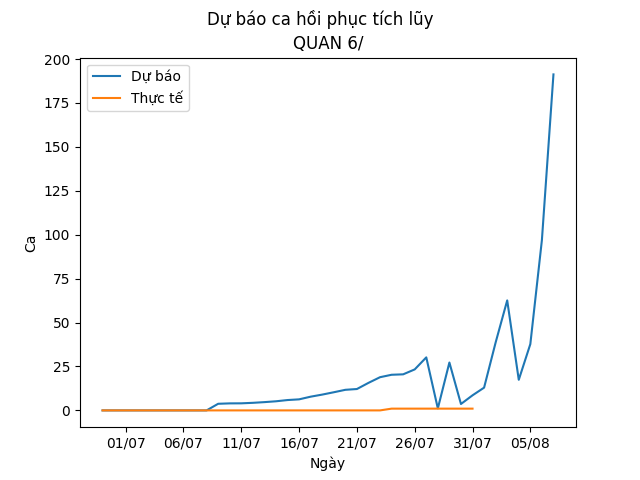 Dự báo ca hồi phục tích lũy
QUAN 6/
Dự báo
Thực tế
200
175
150
125
100
75
50
25
0
Ca
01/07 06/07 11/07 16/07 21/07 26/07 31/07 05/08
Ngày